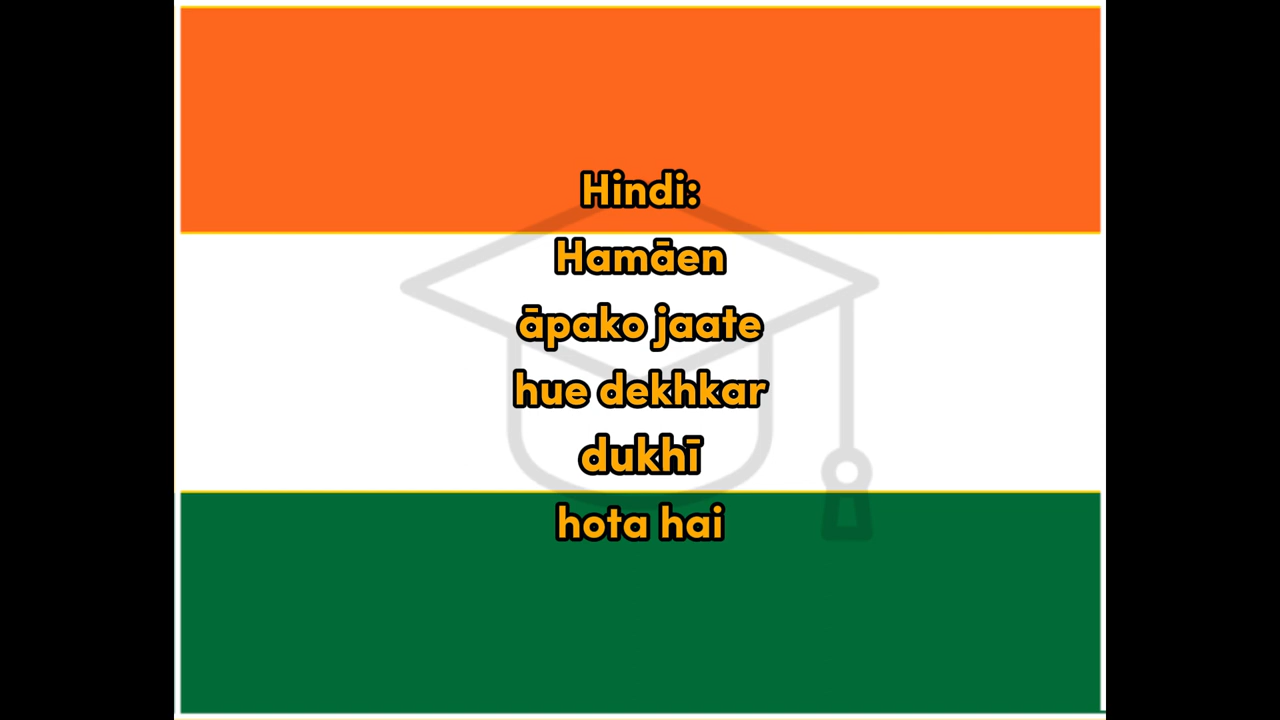 Hindi:
Hamāen
āpako jaate
hue dekhkar
dukhī
hota hai